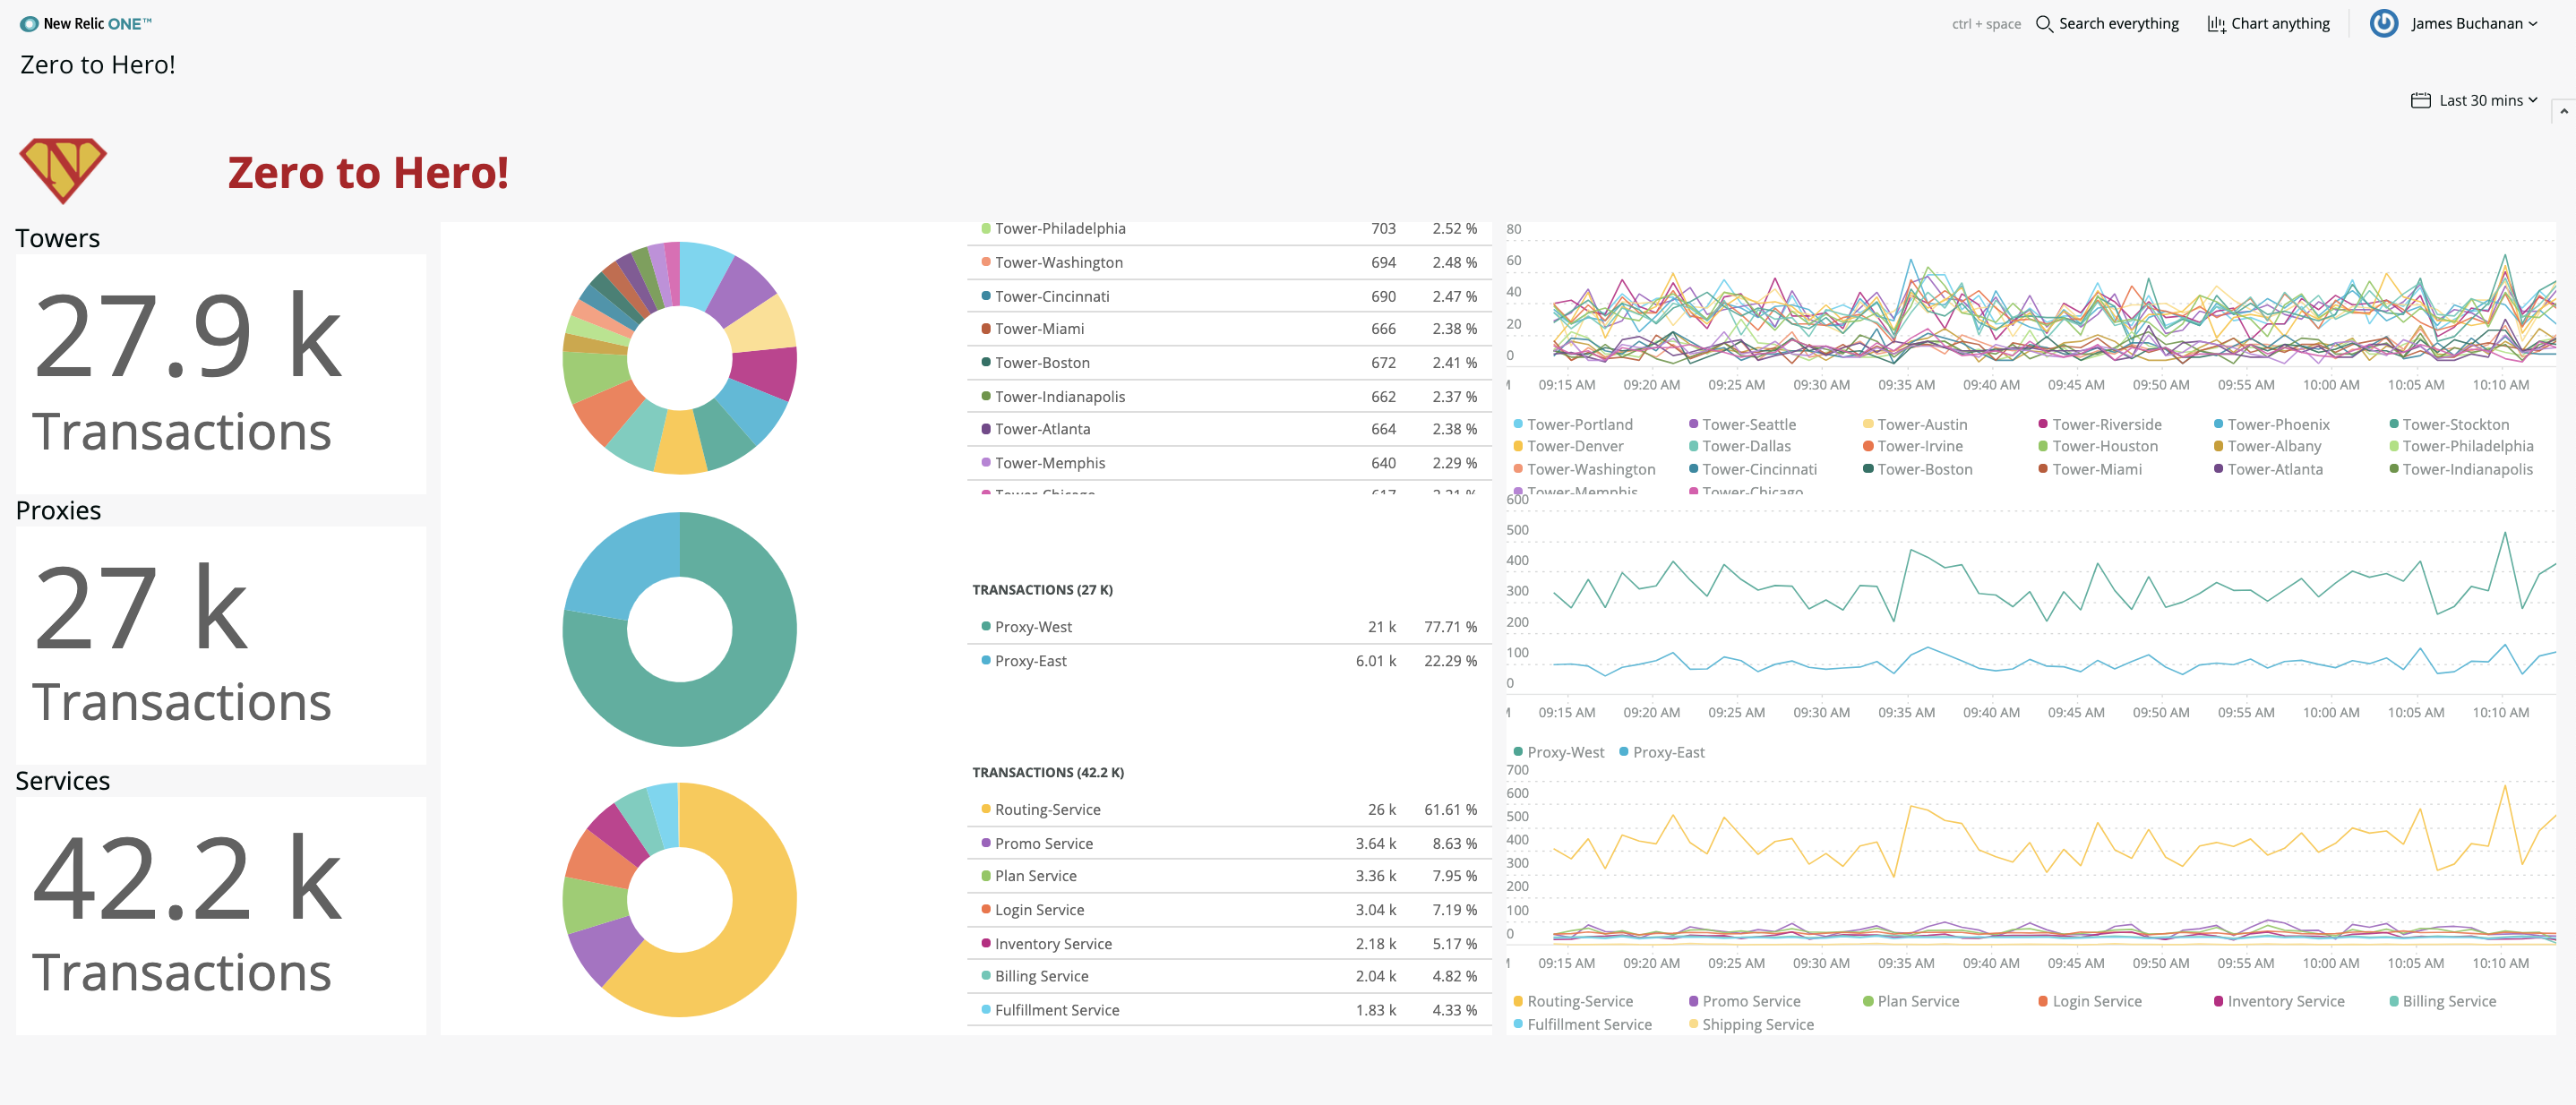 New Relic ONE™
ctrl + space Search everything Chart anything James Buchanan
Zero to Hero!
Last 30 mins
N Zero to Hero!
Towers
27.9 k
Transactions
Tower-Philadelphia 703 2.52 %
Tower-Washington 694 2.48 %
Tower-Cincinnati 690 2.47 %
Tower-Miami 666 2.38 %
Tower-Boston 672 2.41 %
Tower-Indianapolis 662 2.37 %
Tower-Atlanta 664 2.38 %
Tower-Memphis 640 2.29 %
Tower-Chicago 617 2.21 %
80
60
40
20
0
09:15 AM 09:20 AM 09:25 AM 09:30 AM 09:35 AM 09:40 AM 09:45 AM 09:50 AM 09:55 AM 10:00 AM 10:05 AM 10:10 AM
Tower-Portland Tower-Seattle Tower-Austin Tower-Riverside Tower-Phoenix Tower-Stockton
Tower-Denver Tower-Dallas Tower-Irvine Tower-Houston Tower-Albany Tower-Philadelphia
Tower-Washington Tower-Cincinnati Tower-Boston Tower-Miami Tower-Atlanta Tower-Indianapolis
Tower-Memphis Tower-Chicago
Proxies
27 k
Transactions
TRANSACTIONS (27 K)
Proxy-West 21 k 77.71 %
Proxy-East 6.01 k 22.29 %
600
500
400
300
200
100
0
09:15 AM 09:20 AM 09:25 AM 09:30 AM 09:35 AM 09:40 AM 09:45 AM 09:50 AM 09:55 AM 10:00 AM 10:05 AM 10:10 AM
Proxy-West Proxy-East
Services
42.2 k
Transactions
TRANSACTIONS (42.2 K)
Routing-Service 26 k 61.61 %
Promo Service 3.64 k 8.63 %
Plan Service 3.36 k 7.95 %
Login Service 3.04 k 7.19 %
Inventory Service 2.18 k 5.17 %
Billing Service 2.04 k 4.82 %
Fulfillment Service 1.83 k 4.33 %
700
600
500
400
300
200
100
0
09:15 AM 09:20 AM 09:25 AM 09:30 AM 09:35 AM 09:40 AM 09:45 AM 09:50 AM 09:55 AM 10:00 AM 10:05 AM 10:10 AM
Routing-Service Promo Service Plan Service Login Service Inventory Service Billing Service
Fulfillment Service Shipping Service